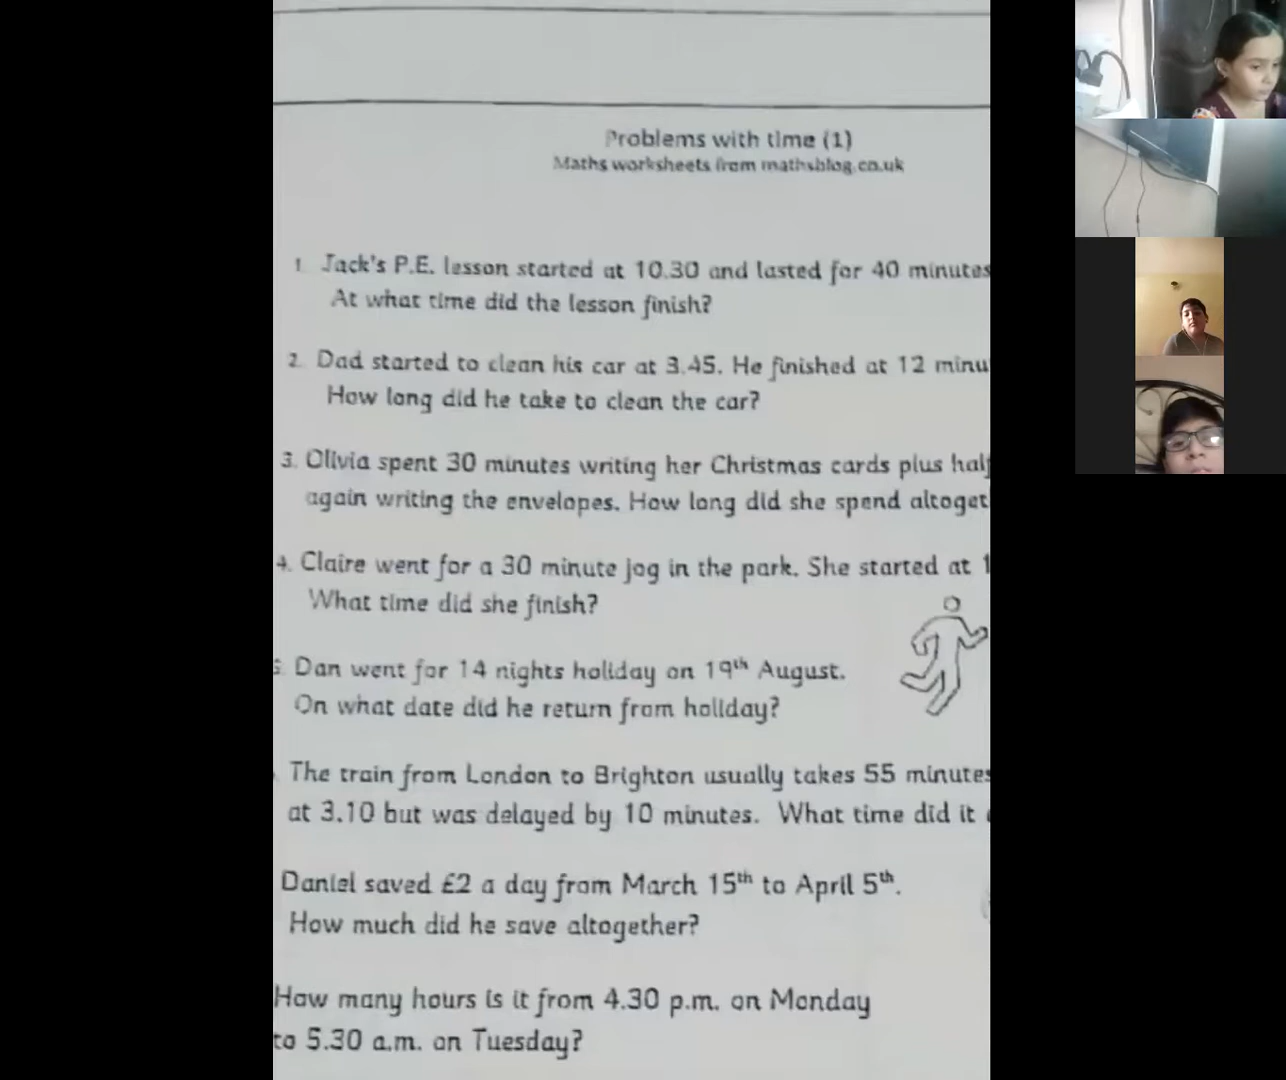 Problems with time (1)
Maths worksheets from mathsblog.co.uk
1. Jack's P.E. lesson started at 10.30 and lasted for 40 minutes
At what time did the lesson finish?
2. Dad started to clean his car at 3.45. He finished at 12 minu
How long did he take to clean the car?
3. Olivia spent 30 minutes writing her Christmas cards plus half
again writing the envelopes. How long did she spend altoget
4. Claire went for a 30 minute jog in the park. She started at 1
What time did she finish?
5. Dan went for 14 nights holiday on 19th August.
On what date did he return from holiday?
The train from London to Brighton usually takes 55 minutes
at 3.10 but was delayed by 10 minutes. What time did it
Daniel saved £2 a day from March 15th to April 5th.
How much did he save altogether?
How many hours is it from 4.30 p.m. on Monday
to 5.30 a.m. on Tuesday?